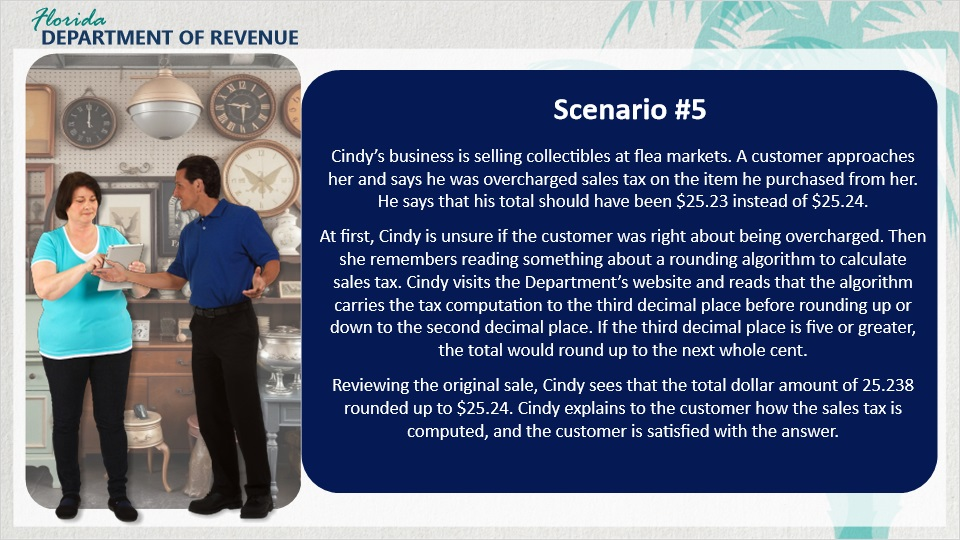 Florida
DEPARTMENT OF REVENUE
Scenario #5
Cindy’s business is selling collectibles at flea markets. A customer approaches
her and says he was overcharged sales tax on the item he purchased from her.
He says that his total should have been $25.23 instead of $25.24.
At first, Cindy is unsure if the customer was right about being overcharged. Then
she remembers reading something about a rounding algorithm to calculate
sales tax. Cindy visits the Department’s website and reads that the algorithm
carries the tax computation to the third decimal place before rounding up or
down to the second decimal place. If the third decimal place is five or greater,
the total would round up to the next whole cent.
Reviewing the original sale, Cindy sees that the total dollar amount of 25.238
rounded up to $25.24. Cindy explains to the customer how the sales tax is
computed, and the customer is satisfied with the answer.